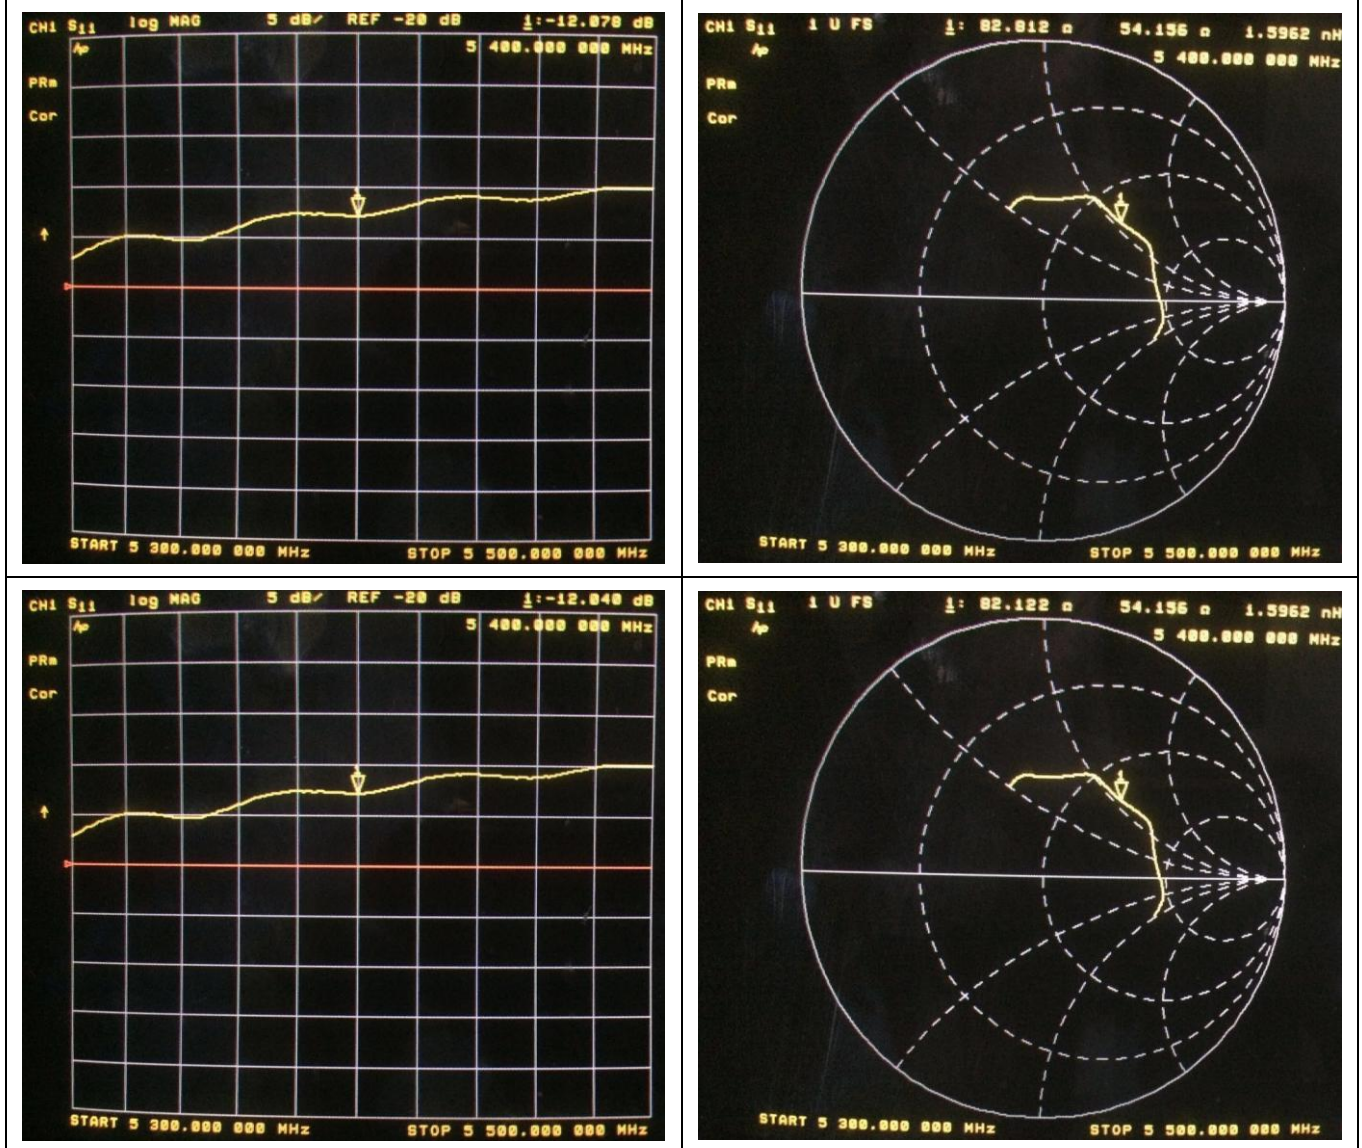 CH1 S11 log MAG 5 dB/ REF -20 dB 1:-12.078 dB
5 400.000 000 MHz
PRm
Cor
START 5 300.000 000 MHz STOP 5 500.000 000 MHz
CH1 S11 1 U FS 1: 82.812 Ω 54.156 Ω 1.5962 nH
5 400.000 000 MHz
PRm
Cor
START 5 300.000 000 MHz STOP 5 500.000 000 MHz
CH1 S11 log MAG 5 dB/ REF -20 dB 1:-12.040 dB
5 400.000 000 MHz
PRm
Cor
START 5 300.000 000 MHz STOP 5 500.000 000 MHz
CH1 S11 1 U FS 1: 82.122 Ω 54.156 Ω 1.5962 nH
5 400.000 000 MHz
PRm
Cor
START 5 300.000 000 MHz STOP 5 500.000 000 MHz